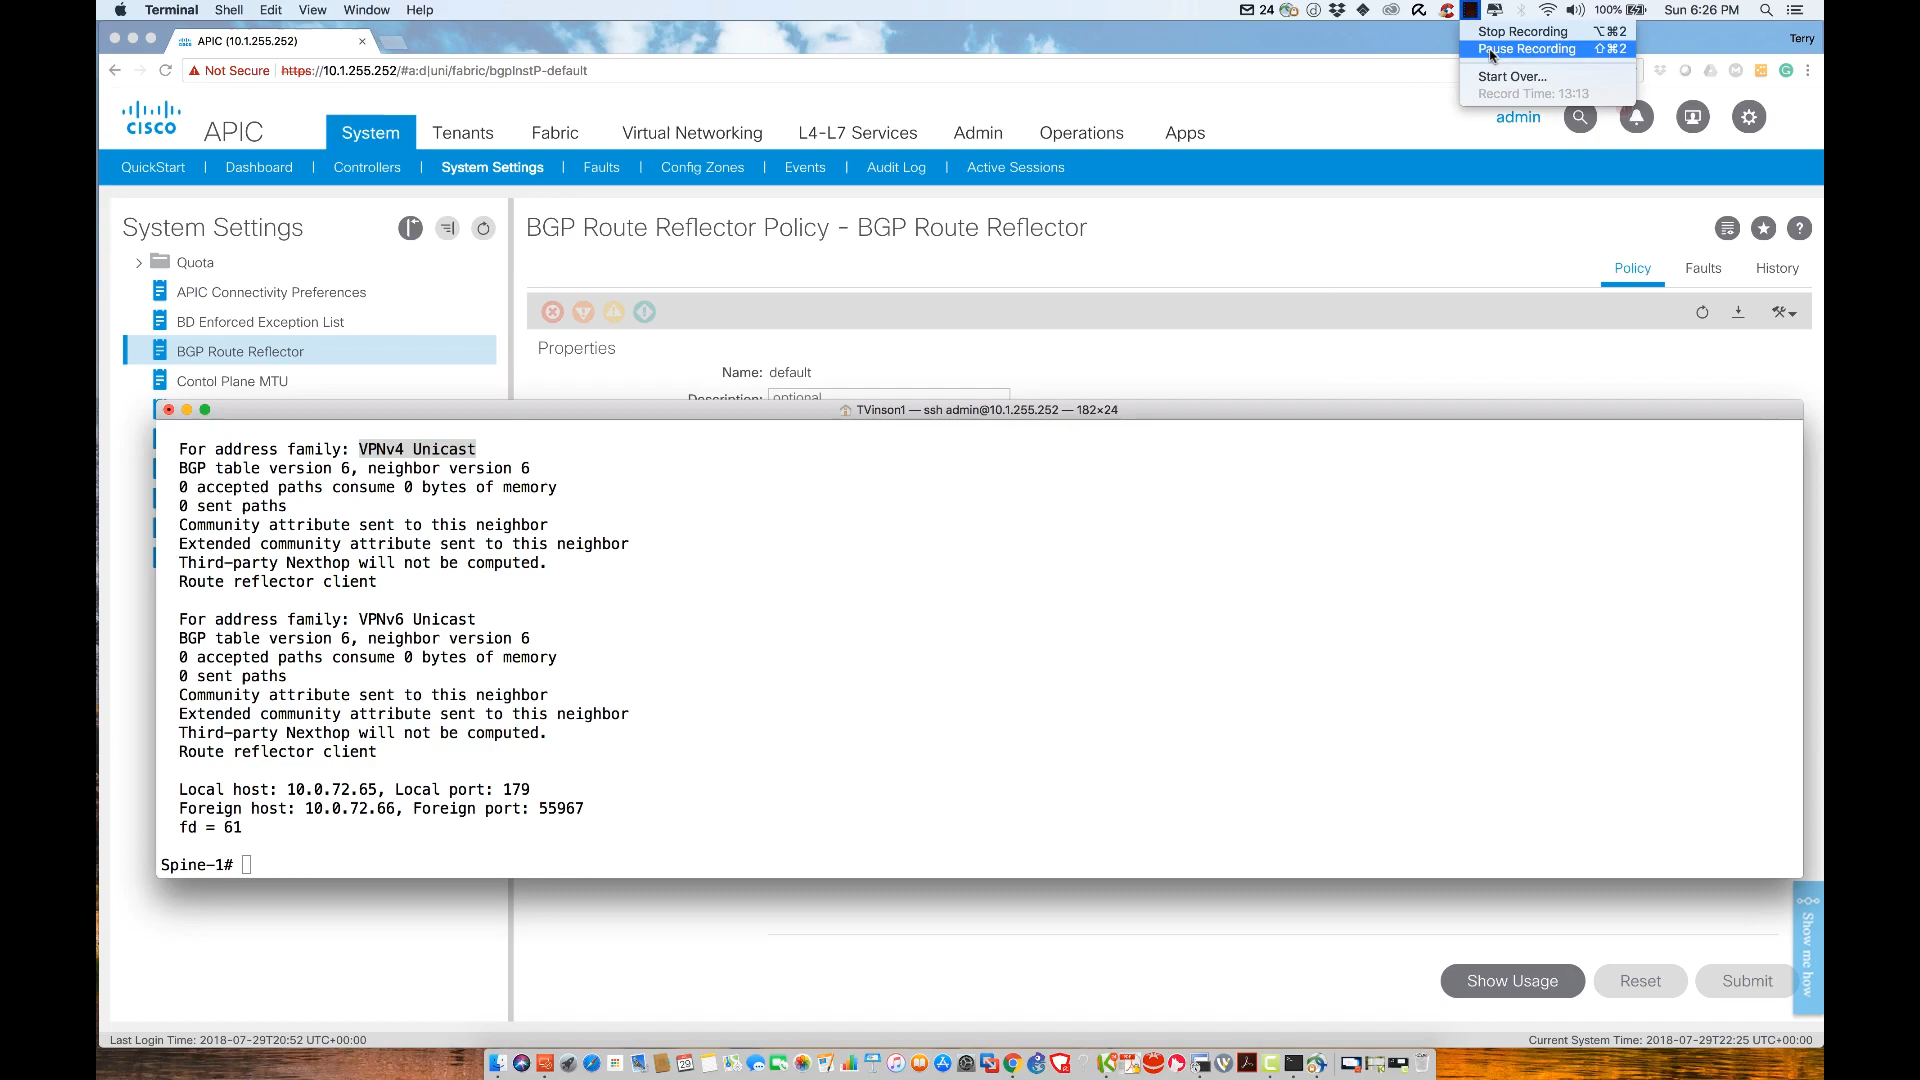 Terminal Shell Edit View Window Help
24 100% Sun 6:26 PM
APIC (10.1.255.252)
Terry
Stop Recording ⌥⌘2
Pause Recording ⇧⌘2
Start Over...
Record Time: 13:13
Not Secure https://10.1.255.252/#a:d|uni/fabric/bgpInstP-default
CISCO APIC
System Tenants Fabric Virtual Networking L4-L7 Services Admin Operations Apps
admin
QuickStart | Dashboard | Controllers | System Settings | Faults | Config Zones | Events | Audit Log | Active Sessions
System Settings
Quota
APIC Connectivity Preferences
BD Enforced Exception List
BGP Route Reflector
Contol Plane MTU
BGP Route Reflector Policy - BGP Route Reflector
Policy Faults History
Properties
Name: default
Description: optional
TVinson1 — ssh admin@10.1.255.252 — 182×24
For address family: VPNv4 Unicast
BGP table version 6, neighbor version 6
0 accepted paths consume 0 bytes of memory
0 sent paths
Community attribute sent to this neighbor
Extended community attribute sent to this neighbor
Third-party Nexthop will not be computed.
Route reflector client
For address family: VPNv6 Unicast
BGP table version 6, neighbor version 6
0 accepted paths consume 0 bytes of memory
0 sent paths
Community attribute sent to this neighbor
Extended community attribute sent to this neighbor
Third-party Nexthop will not be computed.
Route reflector client
Local host: 10.0.72.65, Local port: 179
Foreign host: 10.0.72.66, Foreign port: 55967
fd = 61
Spine-1#
Show me how
Show Usage Reset Submit
Last Login Time: 2018-07-29T20:52 UTC+00:00
Current System Time: 2018-07-29T22:25 UTC+00:00